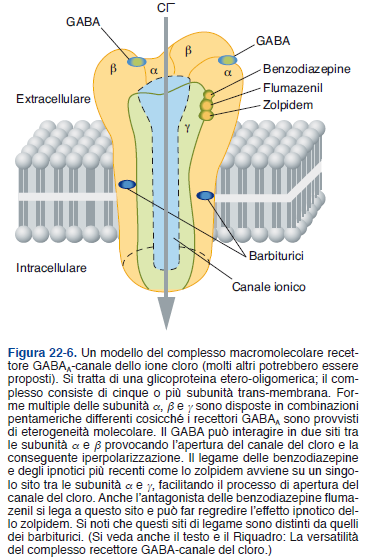 Cl⁻
GABA
GABA
β
β
α
α
Benzodiazepine
Flumazenil
Zolpidem
Extracellulare
γ
Barbiturici
Intracellulare
Canale ionico
Figura 22-6. Un modello del complesso macromolecolare recet-
tore GABAA-canale dello ione cloro (molti altri potrebbero essere
proposti). Si tratta di una glicoproteina etero-oligomerica; il com-
plesso consiste di cinque o più subunità trans-membrana. For-
me multiple delle subunità α, β e γ sono disposte in combinazioni
pentameriche differenti cosicché i recettori GABAA sono provvisti
di eterogeneità molecolare. Il GABA può interagire in due siti tra
le subunità α e β provocando l'apertura del canale del cloro e la
conseguente iperpolarizzazione. Il legame delle benzodiazepine
e degli ipnotici più recenti come lo zolpidem avviene su un singo-
lo sito tra le subunità α e γ, facilitando il processo di apertura del
canale del cloro. Anche l'antagonista delle benzodiazepine fluma-
zenil si lega a questo sito e può far regredire l'effetto ipnotico del-
lo zolpidem. Si noti che questi siti di legame sono distinti da quelli
dei barbiturici. (Si veda anche il testo e il Riquadro: La versatilità
del complesso recettore GABA-canale del cloro.)